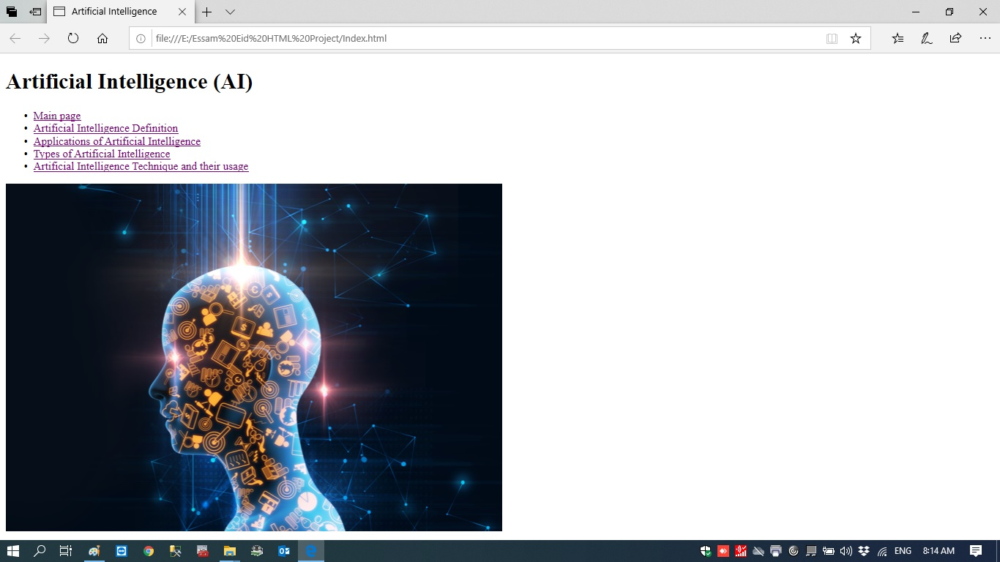 Artificial Intelligence
file:///E:/Essam%20Eid%20HTML%20Project/Index.html
Artificial Intelligence (AI)
• Main page
• Artificial Intelligence Definition
• Applications of Artificial Intelligence
• Types of Artificial Intelligence
• Artificial Intelligence Technique and their usage
ENG
8:14 AM